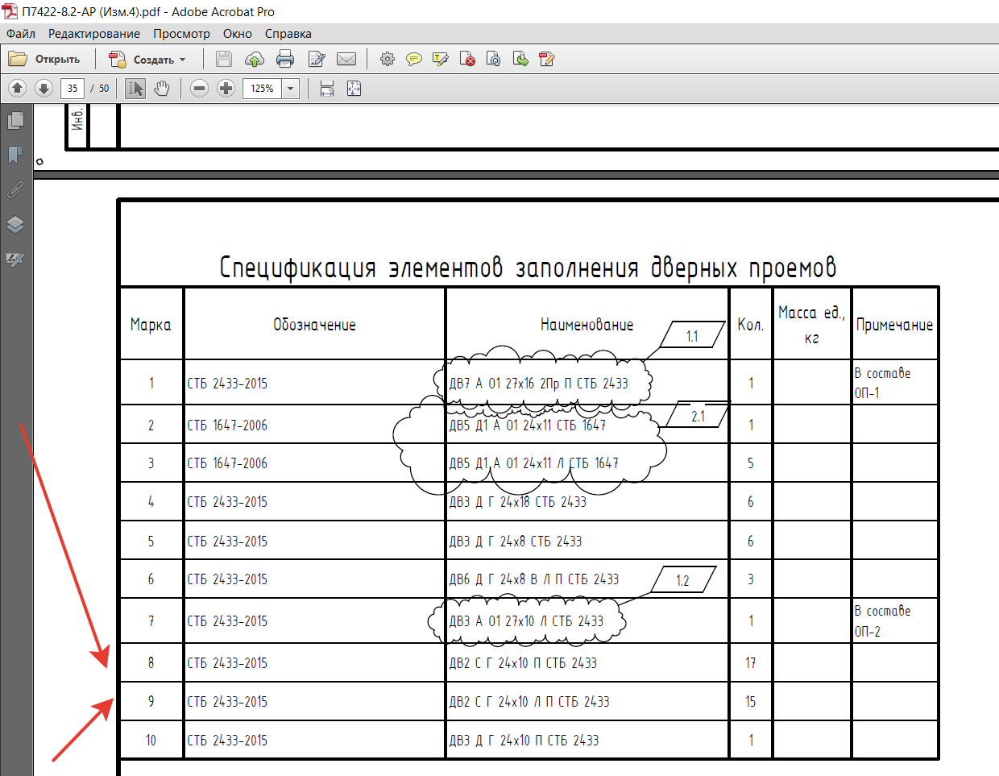 П7422-8.2-АР (Изм.4).pdf - Adobe Acrobat Pro
Файл Редактирование Просмотр Окно Справка
Открыть Создать
35 / 50 125%
Инв.
Спецификация элементов заполнения дверных проемов
Марка Обозначение Наименование Кол. Масса ед., кг Примечание
1.1
1 СТБ 2433-2015 ДВ7 А О1 27х16 2Пр П СТБ 2433 1 В составе ОП-1
2.1
2 СТБ 1647-2006 ДВ5 Д1 А О1 24х11 СТБ 1647 1
3 СТБ 1647-2006 ДВ5 Д1 А О1 24х11 Л СТБ 1647 5
4 СТБ 2433-2015 ДВ3 Д Г 24х18 СТБ 2433 6
5 СТБ 2433-2015 ДВ3 Д Г 24х8 СТБ 2433 6
6 СТБ 2433-2015 ДВ6 Д Г 24х8 В Л П СТБ 2433 3
1.2
7 СТБ 2433-2015 ДВ3 А О1 27х10 Л СТБ 2433 1 В составе ОП-2
8 СТБ 2433-2015 ДВ2 С Г 24х10 П СТБ 2433 17
9 СТБ 2433-2015 ДВ2 С Г 24х10 Л П СТБ 2433 15
10 СТБ 2433-2015 ДВ3 Д Г 24х10 П СТБ 2433 1